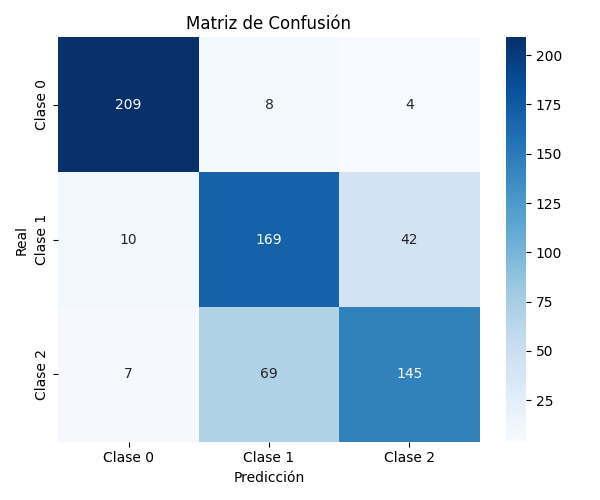 Matriz de Confusión
Clase 0
209
8
4
Real
Clase 1
10
169
42
Clase 2
7
69
145
Clase 0
Clase 1
Clase 2
Predicción
200
175
150
125
100
75
50
25